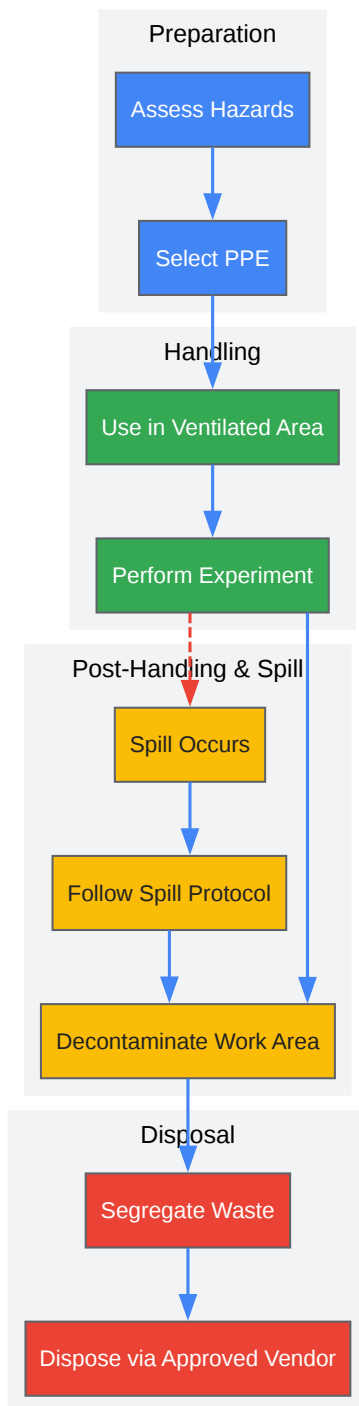 Preparation
Assess Hazards
Select PPE
Handling
Use in Ventilated Area
Perform Experiment
Post-Handling & Spill
Spill Occurs
Follow Spill Protocol
Decontaminate Work Area
Disposal
Segregate Waste
Dispose via Approved Vendor